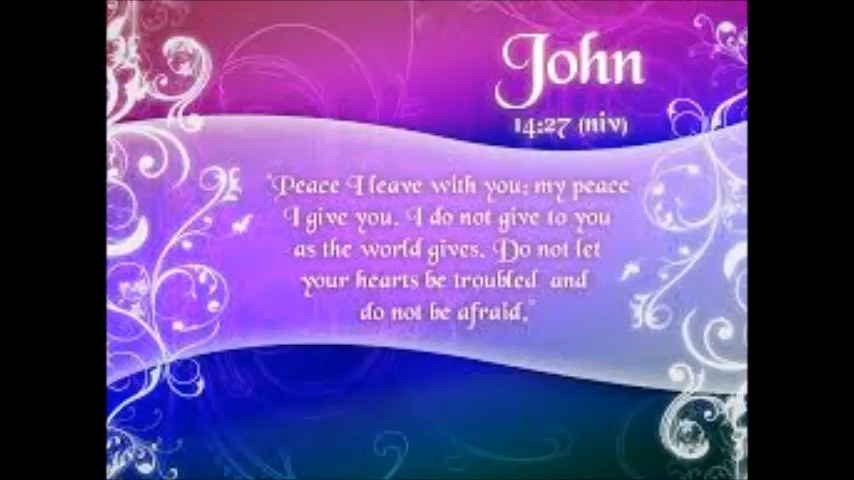 John
14:27 (niv)
"Peace I leave with you; my peace
I give you. I do not give to you
as the world gives. Do not let
your hearts be troubled and
do not be afraid."